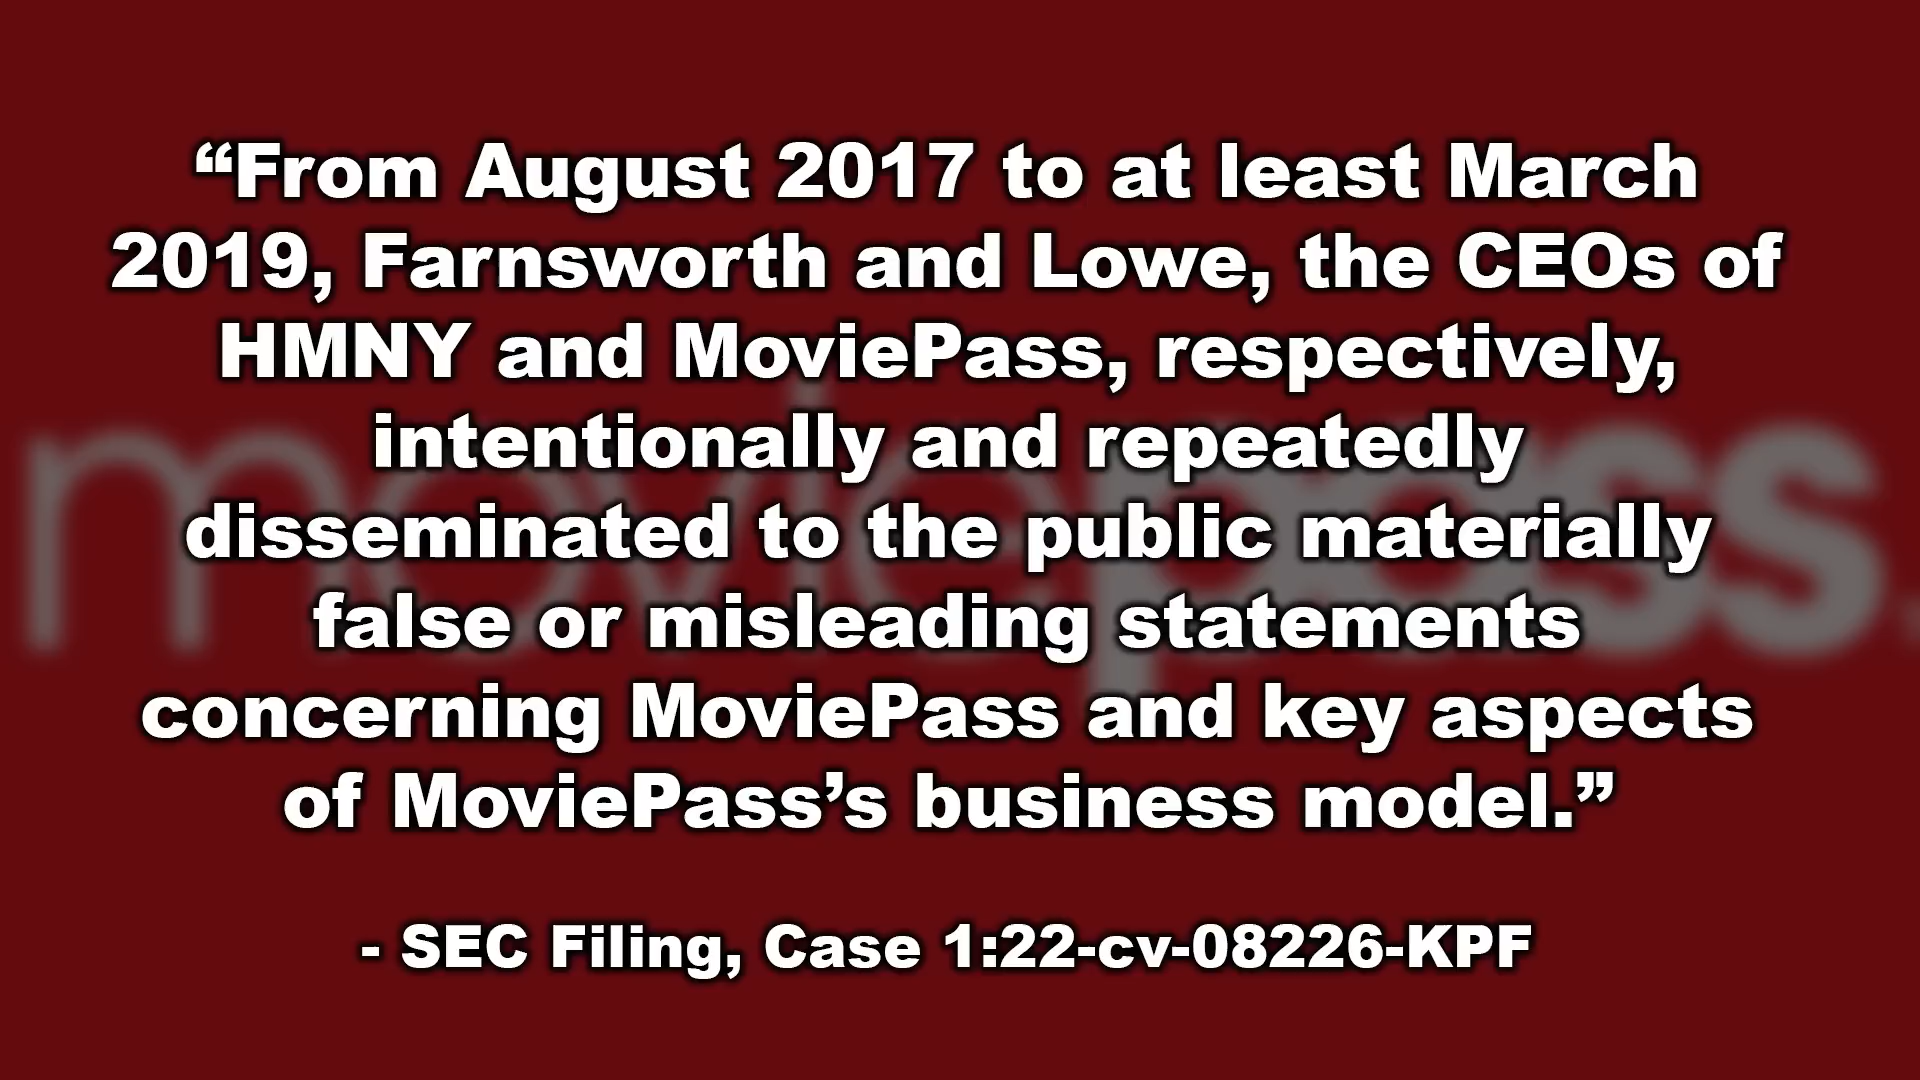 “From August 2017 to at least March
2019, Farnsworth and Lowe, the CEOs of
HMNY and MoviePass, respectively,
intentionally and repeatedly
disseminated to the public materially
false or misleading statements
concerning MoviePass and key aspects
of MoviePass’s business model.”
- SEC Filing, Case 1:22-cv-08226-KPF
moviepass.